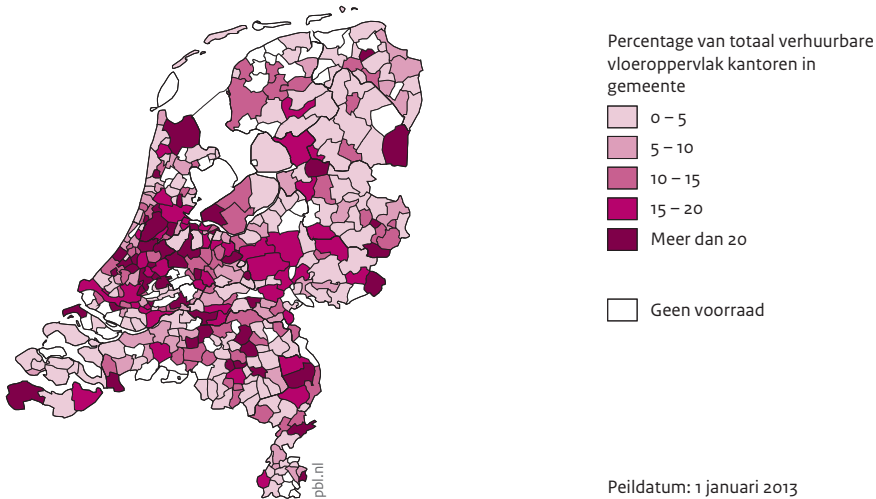 Percentage van totaal verhuurbare
vloeroppervlak kantoren in
gemeente
0 – 5
5 – 10
10 – 15
15 – 20
Meer dan 20
Geen voorraad
pbl.nl
Peildatum: 1 januari 2013